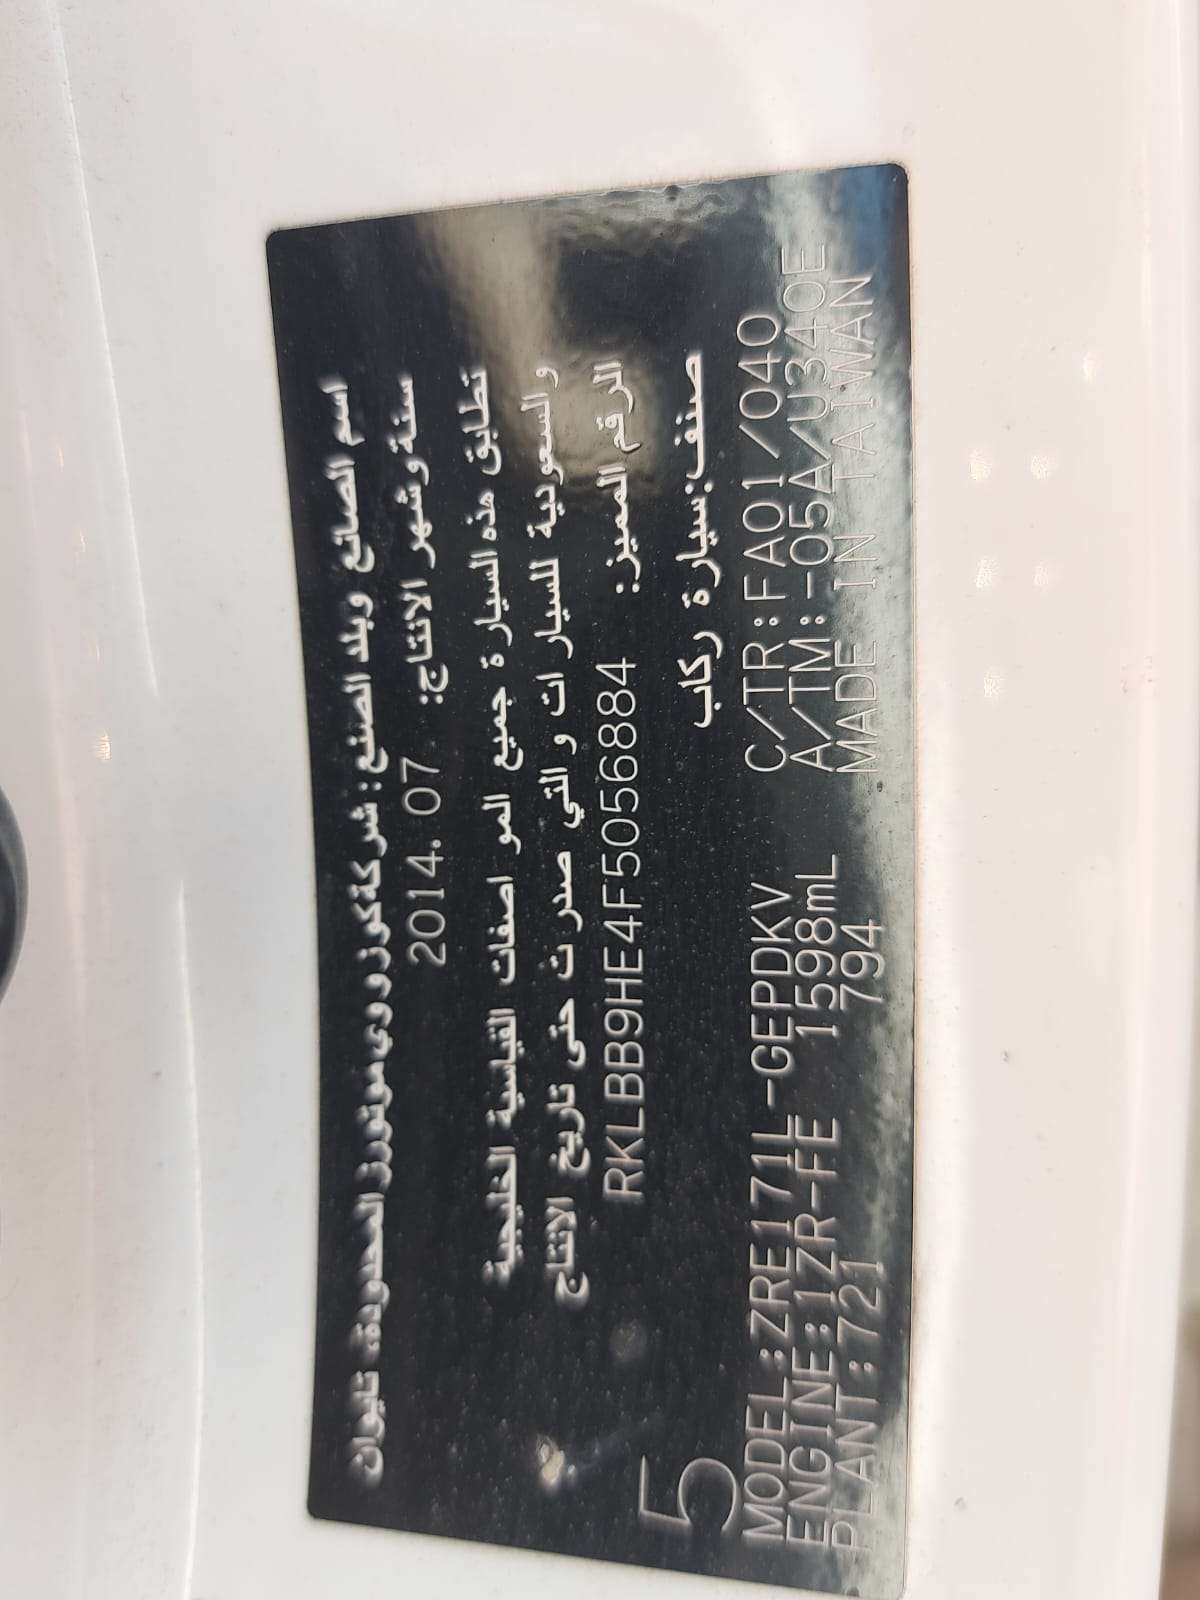 اسم الصانع وبلد الصنع: شركة كوزووي موتورز المحدودة، تايوان
سنة وشهر الانتاج: 2014.07
تطابق هذه السيارة جميع المواصفات القياسية الخليجية
والسعودية للسيارات والتي صدرت حتى تاريخ الانتاج
الرقم المميز: RKLBB9HE4F5056884
صنف:سيارة ركاب
5
MODEL:ZRE171L-GEPDKV C/TR:FA01/040
ENGINE:1ZR-FE 1598mL A/TM:-05A/U340E
PLANT:721 794 MADE IN TAIWAN